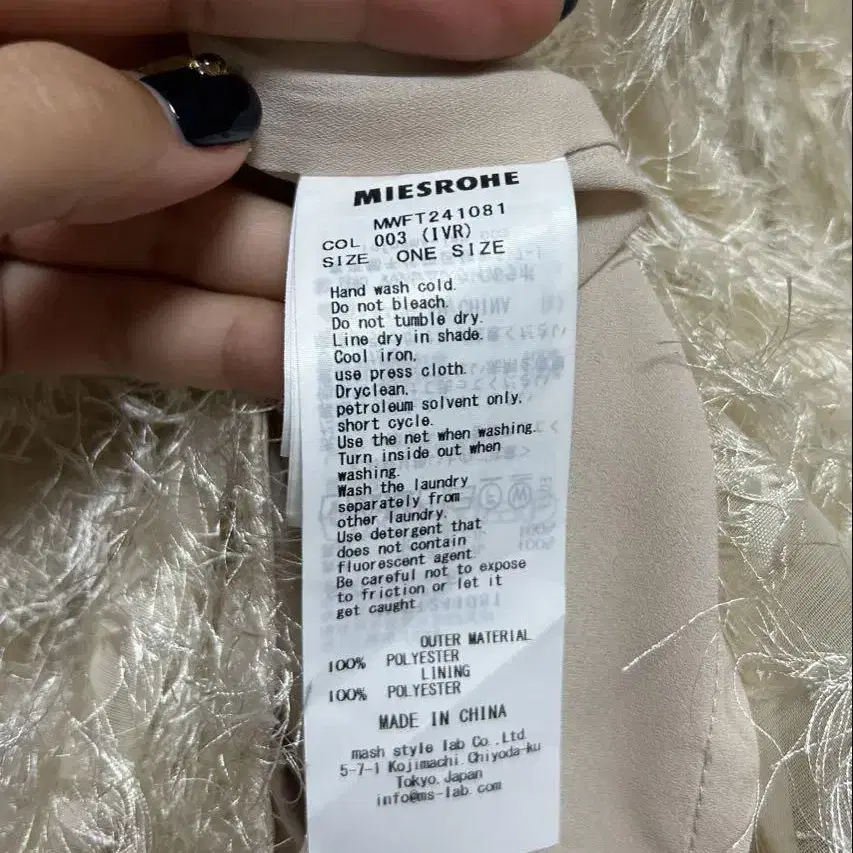 MIESROHE
MWFT241081
COL 003 (IVR)
SIZE ONE SIZE
Hand wash cold.
Do not bleach.
Do not tumble dry.
Line dry in shade.
Cool iron.
use press cloth.
Dryclean.
petroleum solvent only,
short cycle.
Use the net when washing.
Turn inside out when
washing.
Wash the laundry
separately from
other laundry.
Use detergent that
does not contain
fluorescent agent.
Be careful not to expose
to friction or let it
get caught
OUTER MATERIAL
100% POLYESTER
LINING
100% POLYESTER
MADE IN CHINA
mash style lab Co.,Ltd.
5-7-1 Kojimachi.Chiyoda-ku
Tokyo.Japan
info@ms-lab.com